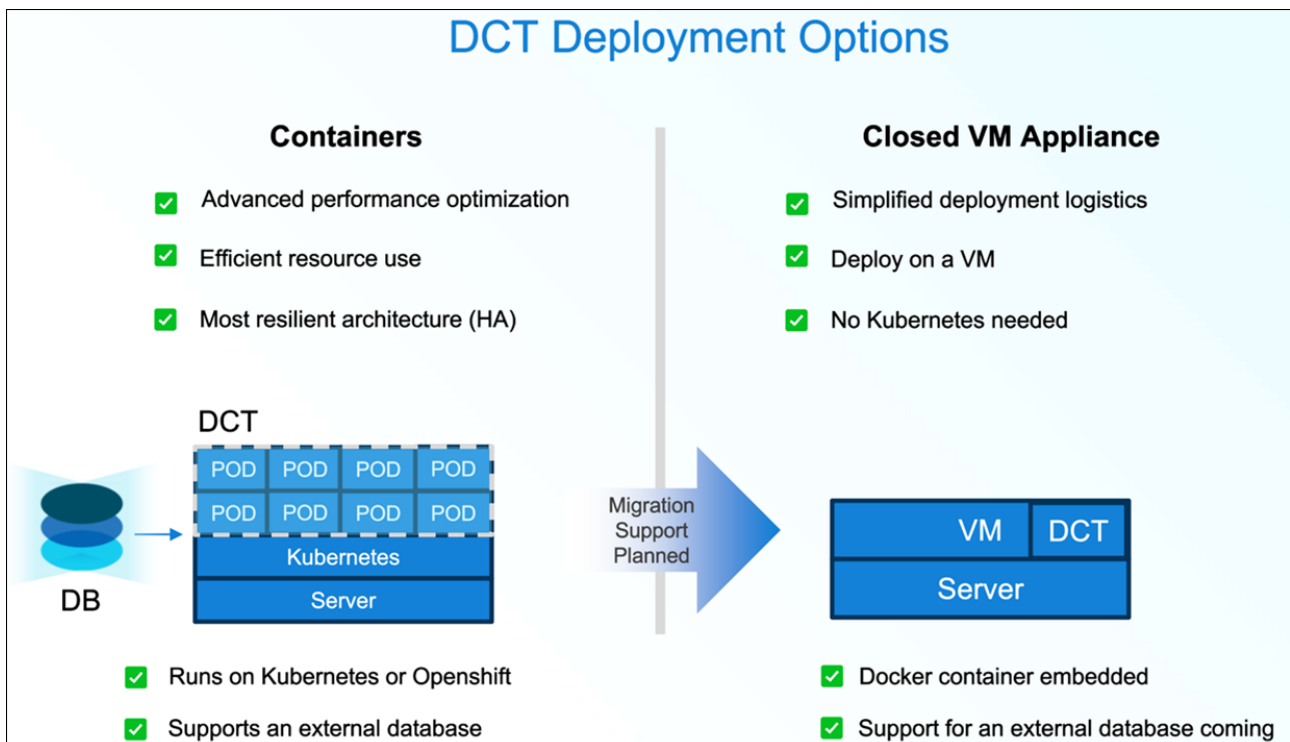 DCT Deployment Options
Containers
Advanced performance optimization
Efficient resource use
Most resilient architecture (HA)
DCT
POD POD POD POD
POD POD POD POD
Kubernetes
Server
DB
Runs on Kubernetes or Openshift
Supports an external database
Migration
Support
Planned
Closed VM Appliance
Simplified deployment logistics
Deploy on a VM
No Kubernetes needed
VM DCT
Server
Docker container embedded
Support for an external database coming